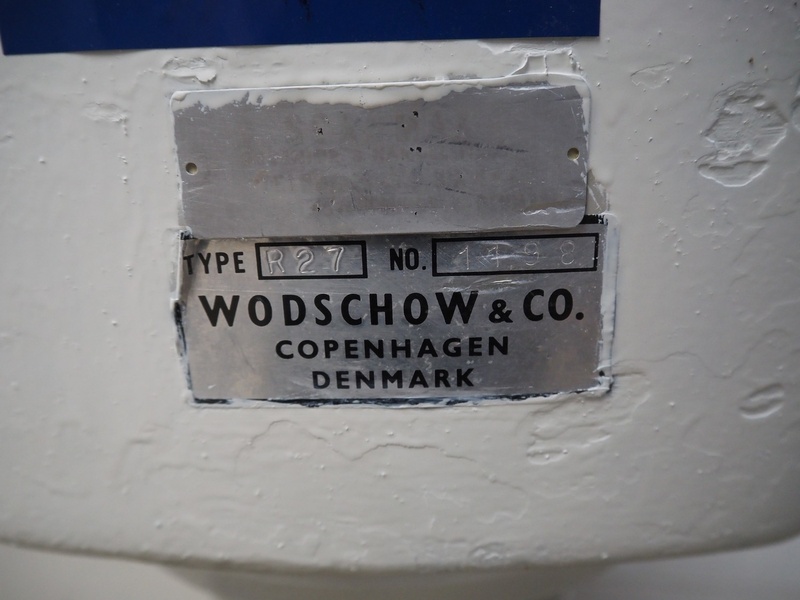 TYPE R27 NO. 1498
WODSCHOW & CO.
COPENHAGEN
DENMARK